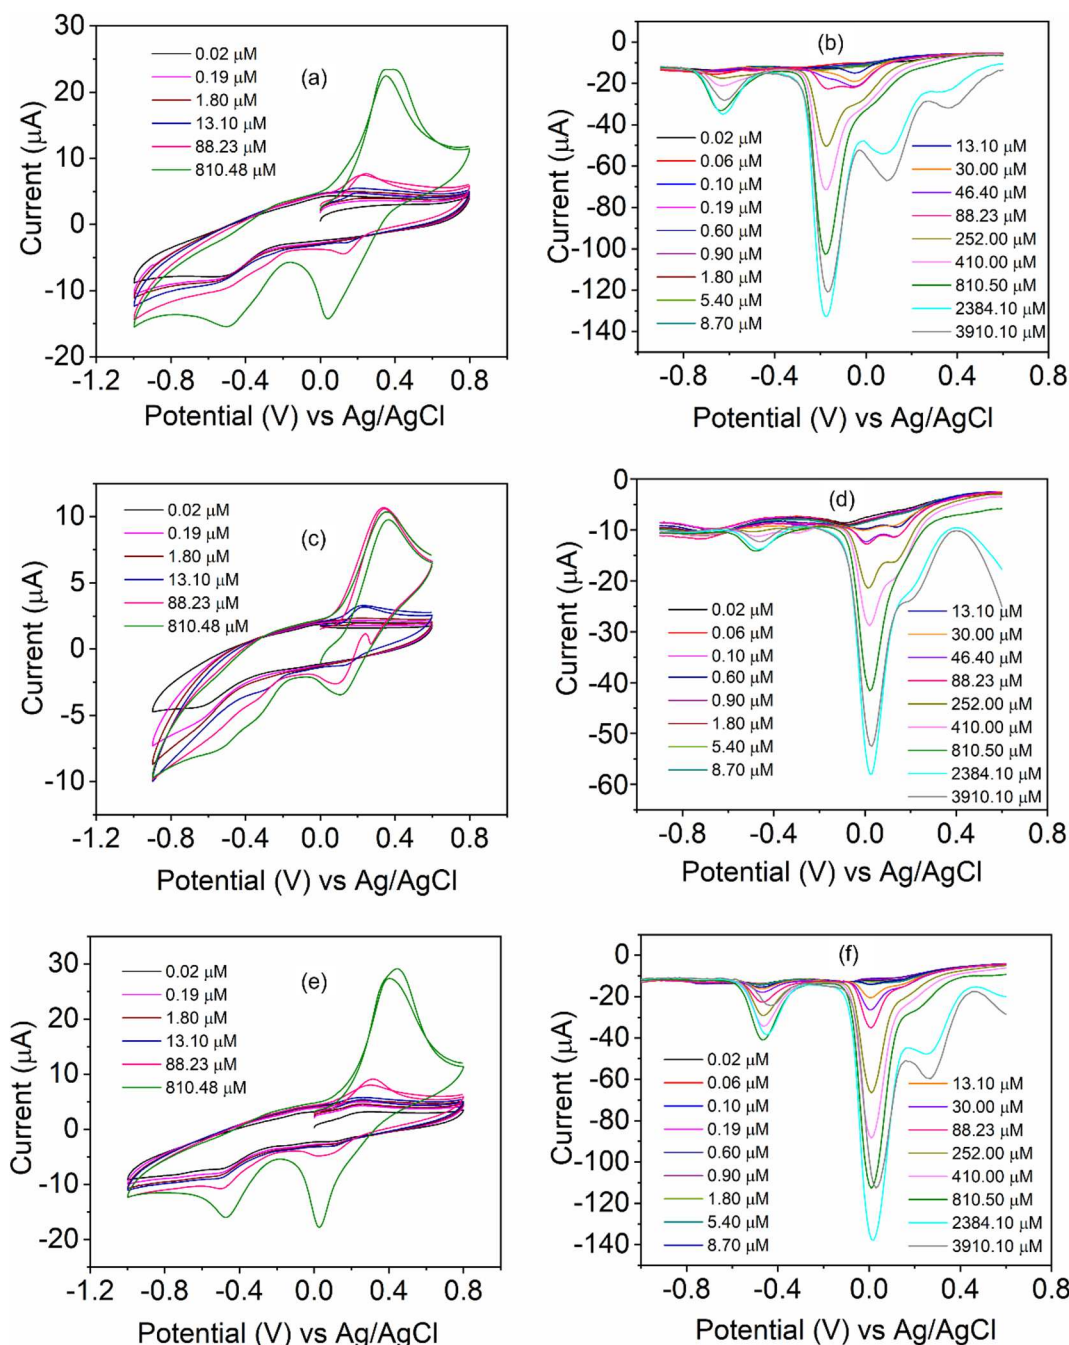 (a)
Current (μA)
30
20
10
0
-10
-20
0.02 μM
0.19 μM
1.80 μM
13.10 μM
88.23 μM
810.48 μM
-1.2 -0.8 -0.4 0.0 0.4 0.8
Potential (V) vs Ag/AgCl
(b)
Current (μA)
0
-20
-40
-60
-80
-100
-120
-140
0.02 μM
0.06 μM
0.10 μM
0.19 μM
0.60 μM
0.90 μM
1.80 μM
5.40 μM
8.70 μM
13.10 μM
30.00 μM
46.40 μM
88.23 μM
252.00 μM
410.00 μM
810.50 μM
2384.10 μM
3910.10 μM
-0.8 -0.4 0.0 0.4 0.8
Potential (V) vs Ag/AgCl
(c)
Current (μA)
10
5
0
-5
-10
0.02 μM
0.19 μM
1.80 μM
13.10 μM
88.23 μM
810.48 μM
-1.2 -0.8 -0.4 0.0 0.4 0.8
Potential (V) vs Ag/AgCl
(d)
Current (μA)
0
-10
-20
-30
-40
-50
-60
0.02 μM
0.06 μM
0.10 μM
0.60 μM
0.90 μM
1.80 μM
5.40 μM
8.70 μM
13.10 μM
30.00 μM
46.40 μM
88.23 μM
252.00 μM
410.00 μM
810.50 μM
2384.10 μM
3910.10 μM
-0.8 -0.4 0.0 0.4 0.8
Potential (V) vs Ag/AgCl
(e)
Current (μA)
30
20
10
0
-10
-20
0.02 μM
0.19 μM
1.80 μM
13.10 μM
88.23 μM
810.48 μM
-1.2 -0.8 -0.4 0.0 0.4 0.8
Potential (V) vs Ag/AgCl
(f)
Current (μA)
0
-20
-40
-60
-80
-100
-120
-140
0.02 μM
0.06 μM
0.10 μM
0.19 μM
0.60 μM
0.90 μM
1.80 μM
5.40 μM
8.70 μM
13.10 μM
30.00 μM
88.23 μM
252.00 μM
410.00 μM
810.50 μM
2384.10 μM
3910.10 μM
-0.8 -0.4 0.0 0.4 0.8
Potential (V) vs Ag/AgCl